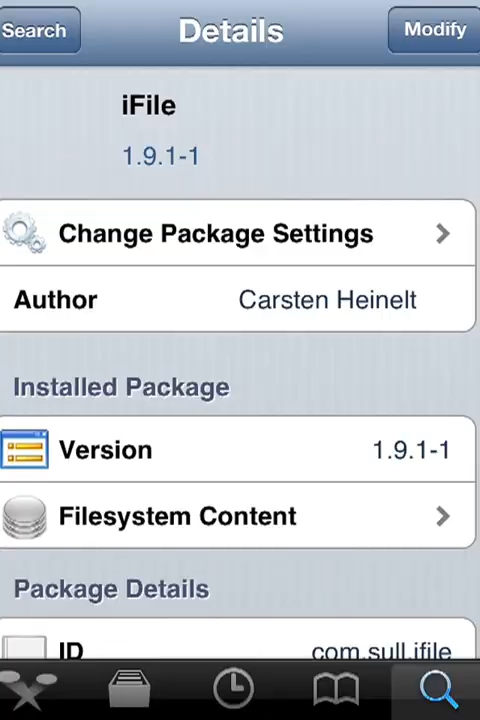 Search
Details
Modify
iFile
1.9.1-1
Change Package Settings
Author
Carsten Heinelt
Installed Package
Version
1.9.1-1
Filesystem Content
Package Details
ID
com.sull.ifile